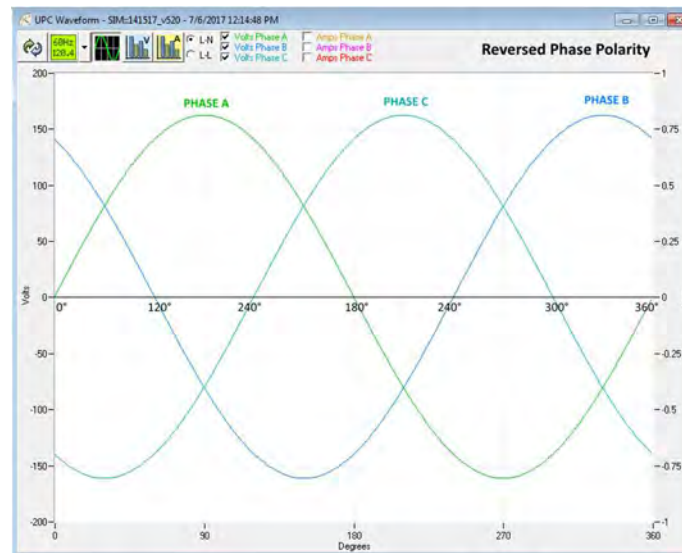 UPC Waveform - SIM::141517_v520 - 7/6/2017 12:14:48 PM
60Hz
120.4
V
A
L-N
L-L
Volts Phase A
Volts Phase B
Volts Phase C
Amps Phase A
Amps Phase B
Amps Phase C
Reversed Phase Polarity
PHASE A
PHASE C
PHASE B
200
150
100
50
0
-50
-100
-150
-200
Volts
1
0.75
0.5
0.25
0
-0.25
-0.5
-0.75
-1
0° 120° 240° 180° 240° 300° 360°
0 90 180 270 360
Degrees